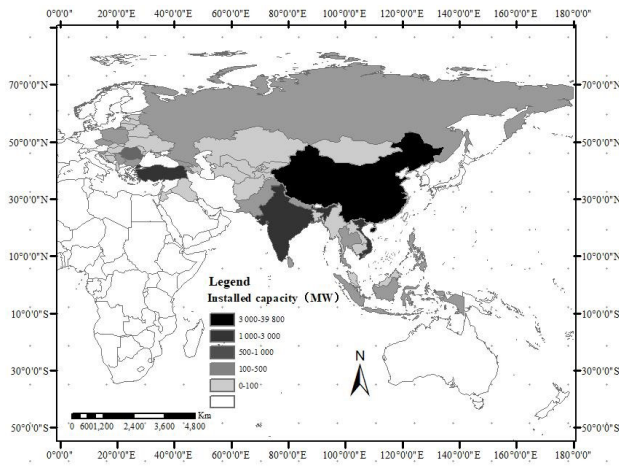 0°0'0" 20°0'0"E 40°0'0"E 60°0'0"E 80°0'0"E 100°0'0"E 120°0'0"E 140°0'0"E 160°0'0"E 180°0'0"
70°0'0"N 70°0'0"N
50°0'0"N 50°0'0"N
30°0'0"N 30°0'0"N
10°0'0"N 10°0'0"N
Legend
Installed capacity（MW）
3 000-39 800
1 000-3 000
500-1 000
100-500
0-100
N
10°0'0"S 10°0'0"S
30°0'0"S 30°0'0"S
50°0'0"S 50°0'0"S
Km
0 6001,200 2,400 3,600 4,800
0°0'0" 20°0'0"E 40°0'0"E 60°0'0"E 80°0'0"E 100°0'0"E 120°0'0"E 140°0'0"E 160°0'0"E 180°0'0"